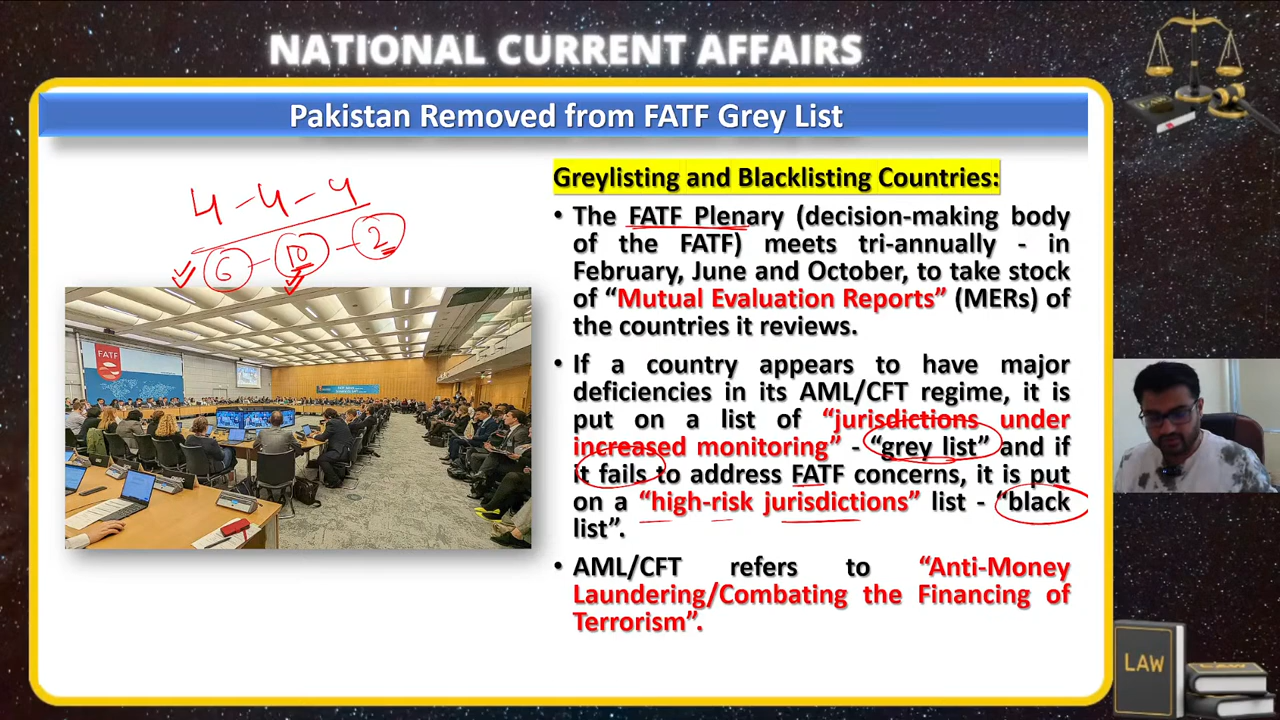 NATIONAL CURRENT AFFAIRS
Pakistan Removed from FATF Grey List
4 - 4 - 4
6 - 10 - 2
FATF
Greylisting and Blacklisting Countries:
• The FATF Plenary (decision-making body
of the FATF) meets tri-annually - in
February, June and October, to take stock
of “Mutual Evaluation Reports” (MERs) of
the countries it reviews.
• If a country appears to have major
deficiencies in its AML/CFT regime, it is
put on a list of “jurisdictions under
increased monitoring” - “grey list” and if
it fails to address FATF concerns, it is put
on a “high-risk jurisdictions” list - “black
list”.
• AML/CFT refers to “Anti-Money
Laundering/Combating the Financing of
Terrorism”.
LAW